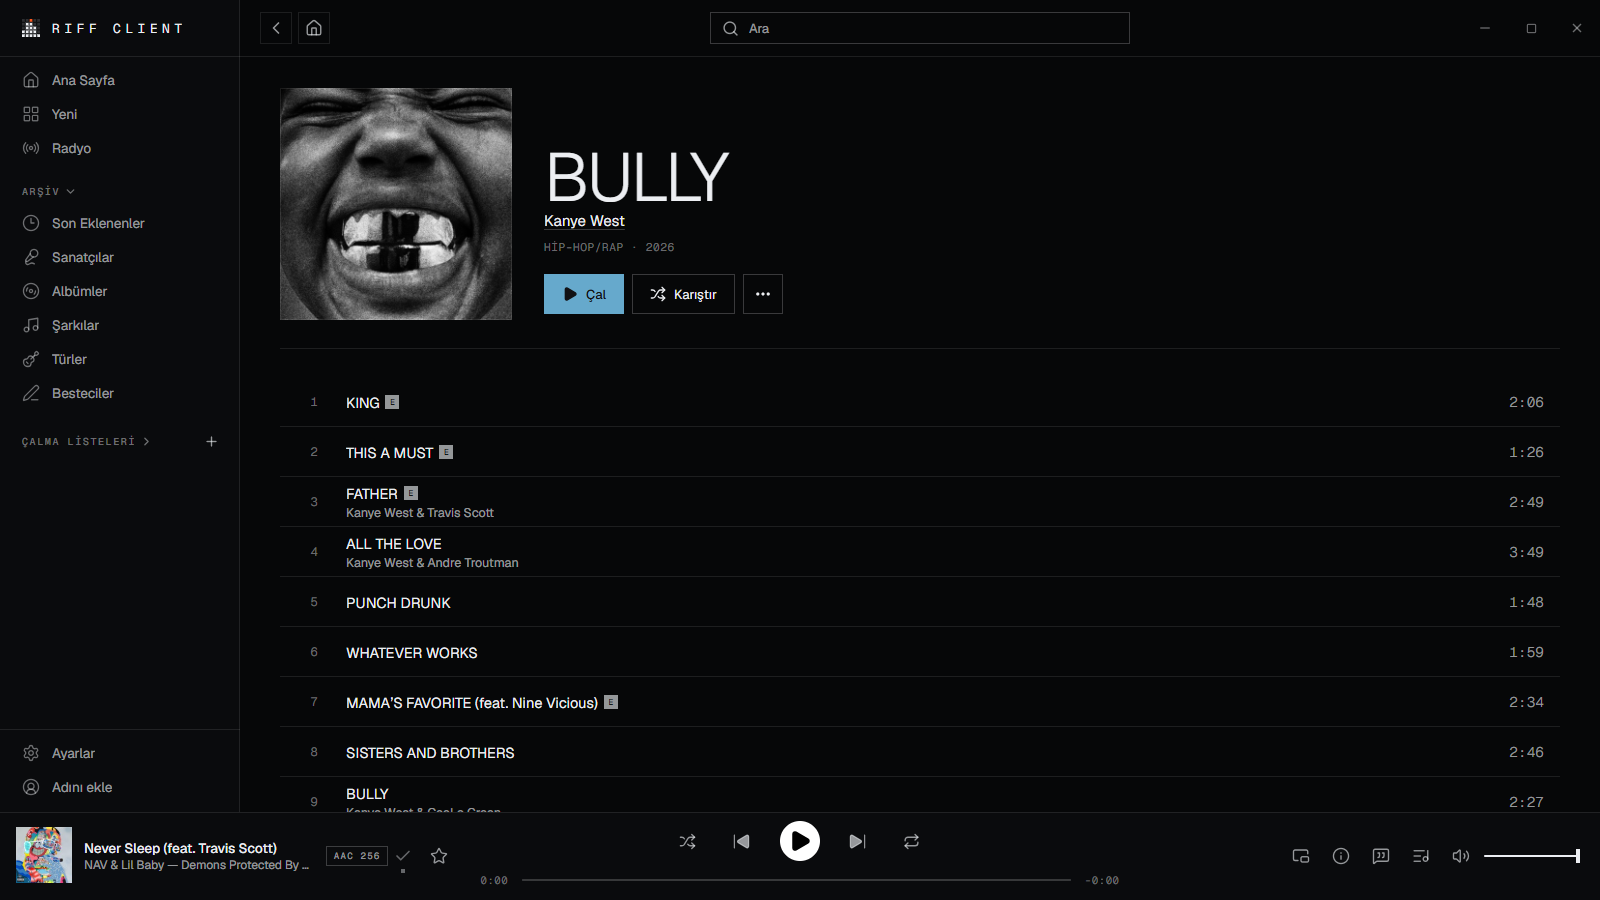 RIFF CLIENT
Ara
Ana Sayfa
Yeni
Radyo
ARŞİV
Son Eklenenler
Sanatçılar
Albümler
Şarkılar
Türler
Besteciler
ÇALMA LİSTELERİ
Ayarlar
Adını ekle
BULLY
Kanye West
HİP-HOP/RAP · 2026
Çal
Karıştır
1 KING E 2:06
2 THIS A MUST E 1:26
3 FATHER E 2:49
Kanye West & Travis Scott
4 ALL THE LOVE 3:49
Kanye West & Andre Troutman
5 PUNCH DRUNK 1:48
6 WHATEVER WORKS 1:59
7 MAMA'S FAVORITE (feat. Nine Vicious) E 2:34
8 SISTERS AND BROTHERS 2:46
9 BULLY 2:27
Kanye West & CeeLo Green
Never Sleep (feat. Travis Scott)
NAV & Lil Baby — Demons Protected By ...
AAC 256
0:00
-0:00